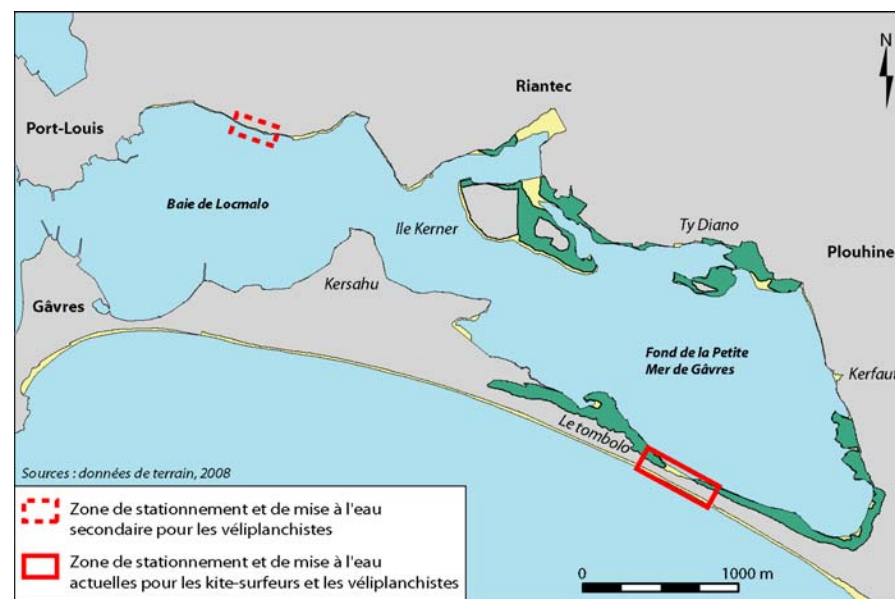 N
Riantec
Port-Louis
Baie de Locmalo
Ile Kerner
Ty Diano
Plouhine
Kersahu
Gâvres
Fond de la Petite
Mer de Gâvres
Kerfaut
Le tombolo
Sources : données de terrain, 2008
Zone de stationnement et de mise à l'eau
secondaire pour les véliplanchistes
Zone de stationnement et de mise à l'eau
actuelles pour les kite-surfeurs et les véliplanchistes
0 1000 m